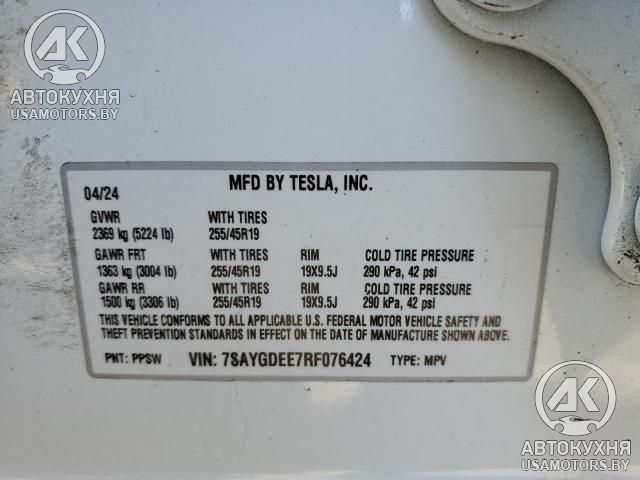 АК
АВТОКУХНЯ
USAMOTORS.BY
MFD BY TESLA, INC.
04/24
GVWR WITH TIRES
2369 kg (5224 lb) 255/45R19
GAWR FRT WITH TIRES RIM COLD TIRE PRESSURE
1363 kg (3004 lb) 255/45R19 19X9.5J 290 kPa, 42 psi
GAWR RR WITH TIRES RIM COLD TIRE PRESSURE
1500 kg (3306 lb) 255/45R19 19X9.5J 290 kPa, 42 psi
THIS VEHICLE CONFORMS TO ALL APPLICABLE U.S. FEDERAL MOTOR VEHICLE SAFETY AND
THEFT PREVENTION STANDARDS IN EFFECT ON THE DATE OF MANUFACTURE SHOWN ABOVE.
PNT: PPSW VIN: 7SAYGDEE7RF076424 TYPE: MPV
АК
АВТОКУХНЯ
USAMOTORS.BY